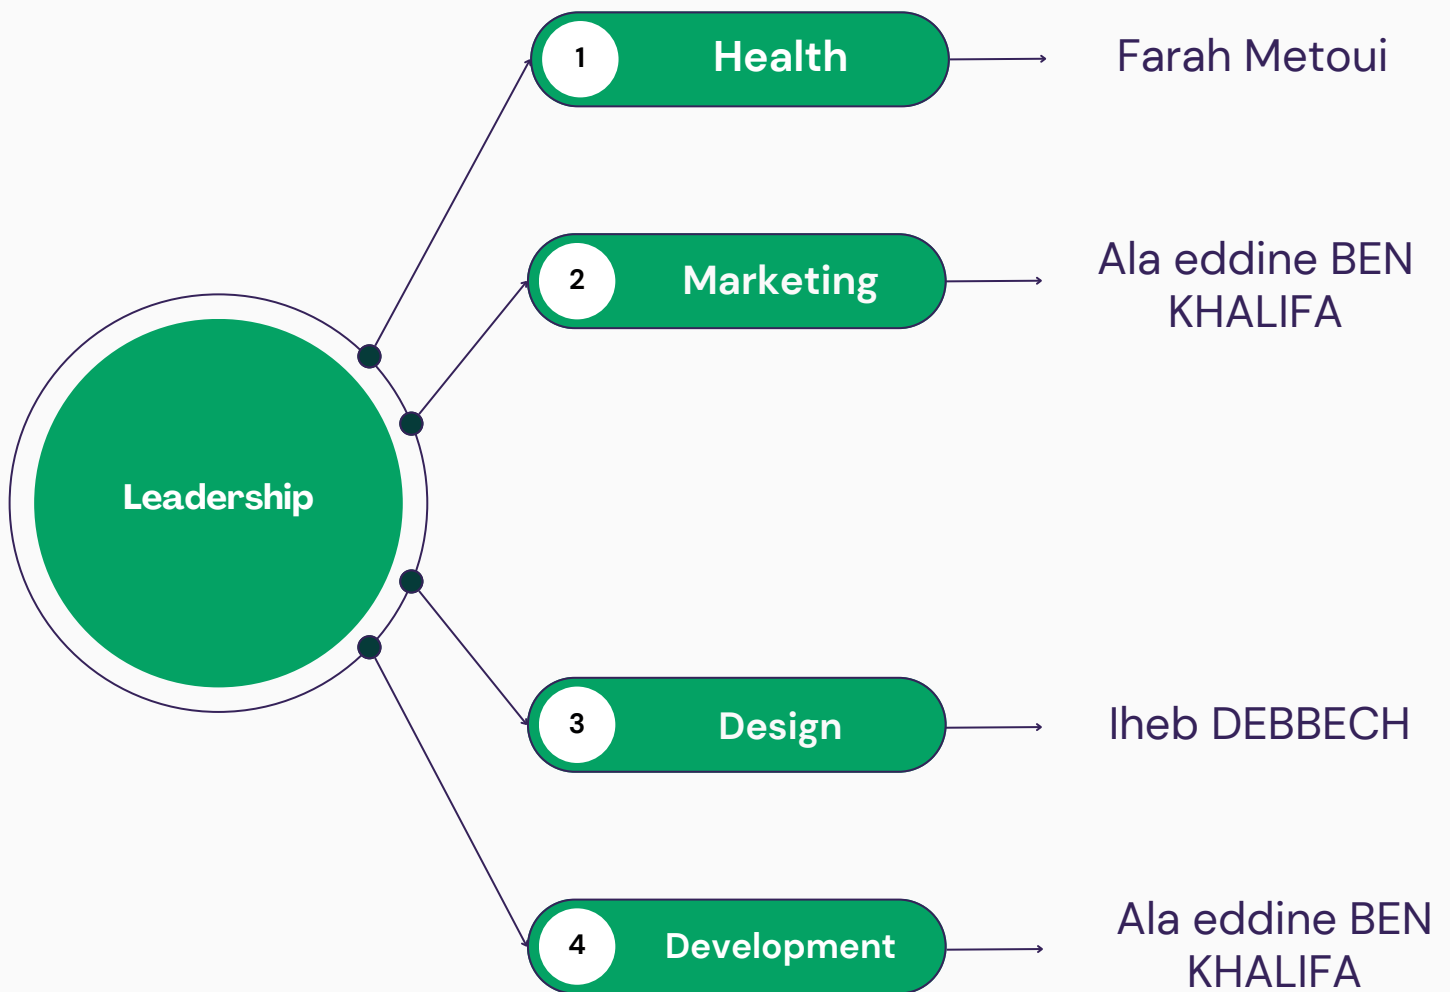 1
Health
Farah Metoui
2
Marketing
Ala eddine BEN
KHALIFA
Leadership
3
Design
Iheb DEBBECH
4
Development
Ala eddine BEN
KHALIFA